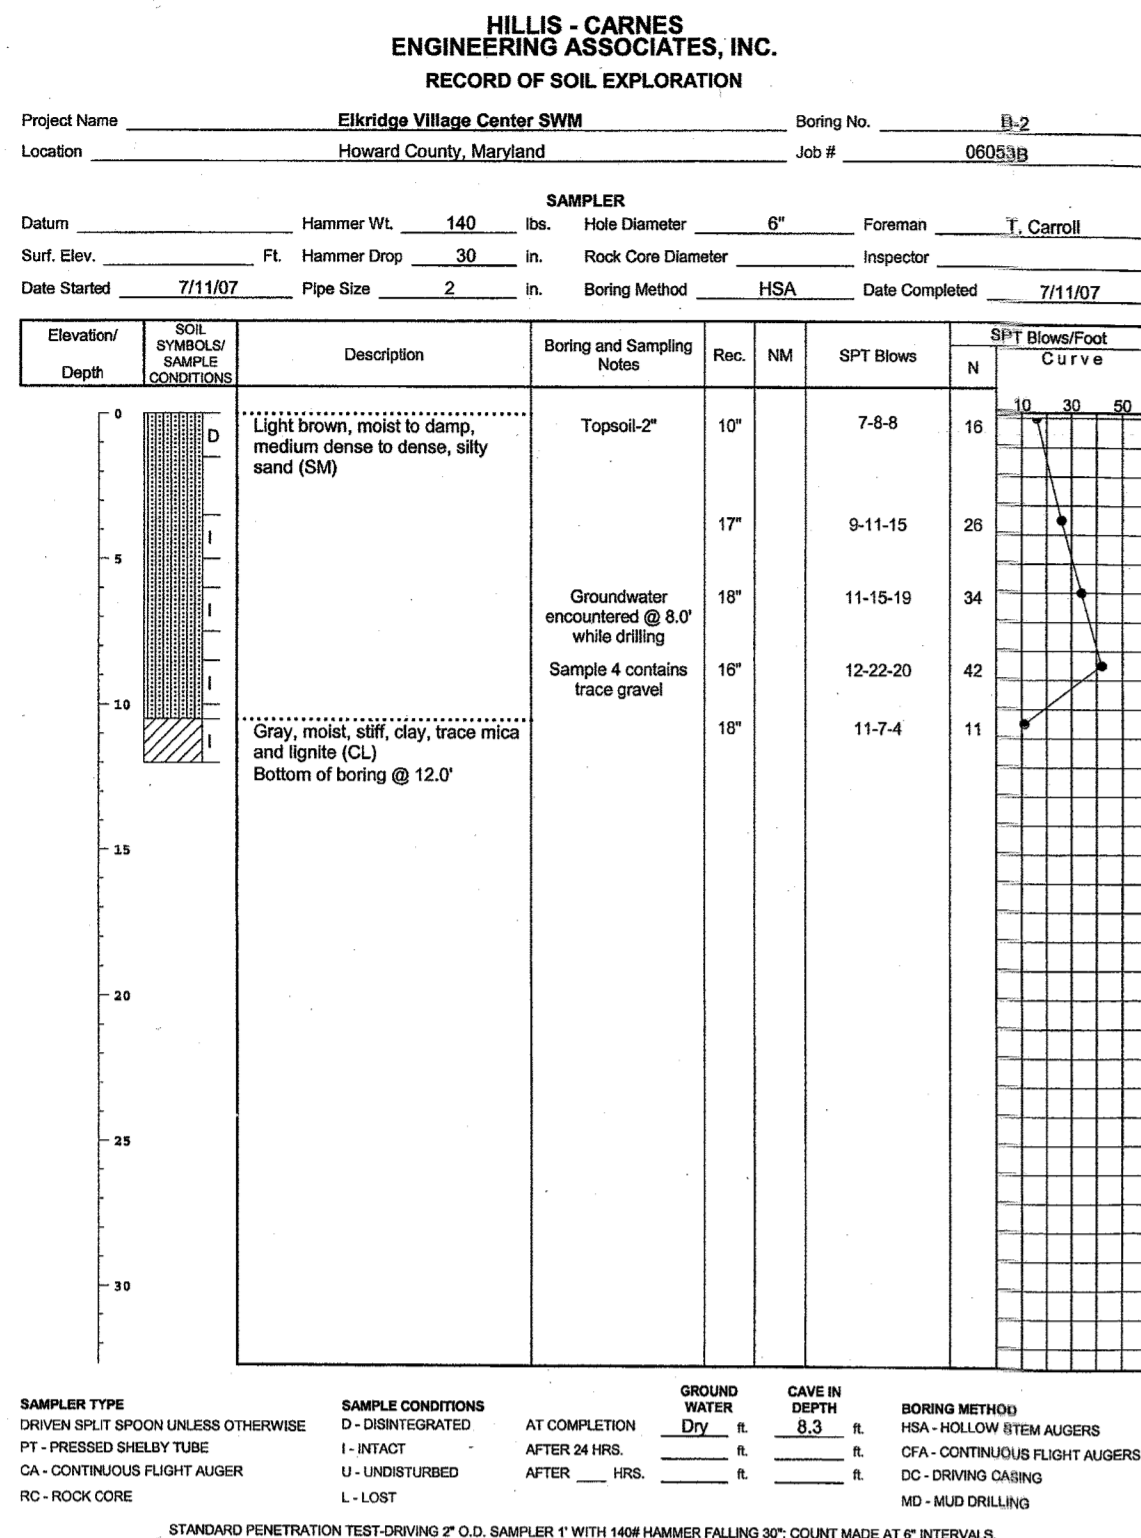 HILLIS - CARNES
ENGINEERING ASSOCIATES, INC.
RECORD OF SOIL EXPLORATION
Project Name Elkridge Village Center SWM Boring No. B-2
Location Howard County, Maryland Job # 06053B
SAMPLER
Datum Hammer Wt. 140 lbs. Hole Diameter 6" Foreman T. Carroll
Surf. Elev. Ft. Hammer Drop 30 in. Rock Core Diameter Inspector
Date Started 7/11/07 Pipe Size 2 in. Boring Method HSA Date Completed 7/11/07
Elevation/
Depth
SOIL
SYMBOLS/
SAMPLE
CONDITIONS
Description
Boring and Sampling
Notes
Rec.
NM
SPT Blows
SPT Blows/Foot
N
Curve
10 30 50
0
D
Light brown, moist to damp,
medium dense to dense, silty
sand (SM)
Topsoil-2" 10" 7-8-8 16
17" 9-11-15 26
I
5
I
Groundwater
encountered @ 8.0'
while drilling
18" 11-15-19 34
I
Sample 4 contains
trace gravel
16" 12-22-20 42
10
I
Gray, moist, stiff, clay, trace mica
and lignite (CL)
Bottom of boring @ 12.0'
18" 11-7-4 11
15
20
25
30
SAMPLER TYPE
DRIVEN SPLIT SPOON UNLESS OTHERWISE
PT - PRESSED SHELBY TUBE
CA - CONTINUOUS FLIGHT AUGER
RC - ROCK CORE
SAMPLE CONDITIONS
D - DISINTEGRATED
I - INTACT
U - UNDISTURBED
L - LOST
GROUND
WATER
CAVE IN
DEPTH
AT COMPLETION Dry ft. 8.3 ft.
AFTER 24 HRS. ft. ft.
AFTER HRS. ft. ft.
BORING METHOD
HSA - HOLLOW STEM AUGERS
CFA - CONTINUOUS FLIGHT AUGERS
DC - DRIVING CASING
MD - MUD DRILLING
STANDARD PENETRATION TEST-DRIVING 2" O.D. SAMPLER 1' WITH 140# HAMMER FALLING 30"; COUNT MADE AT 6" INTERVALS.